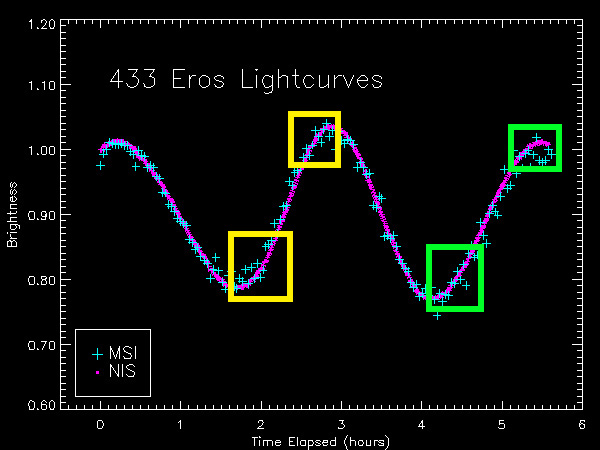 1.20
1.10
433 Eros Lightcurves
1.00
Brightness
0.90
0.80
0.70
MSI
NIS
0.60
0 1 2 3 4 5 6
Time Elapsed (hours)